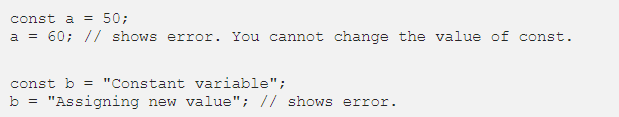 const a = 50;
a = 60; // shows error. You cannot change the value of const.
const b = "Constant variable";
b = "Assigning new value"; // shows error.